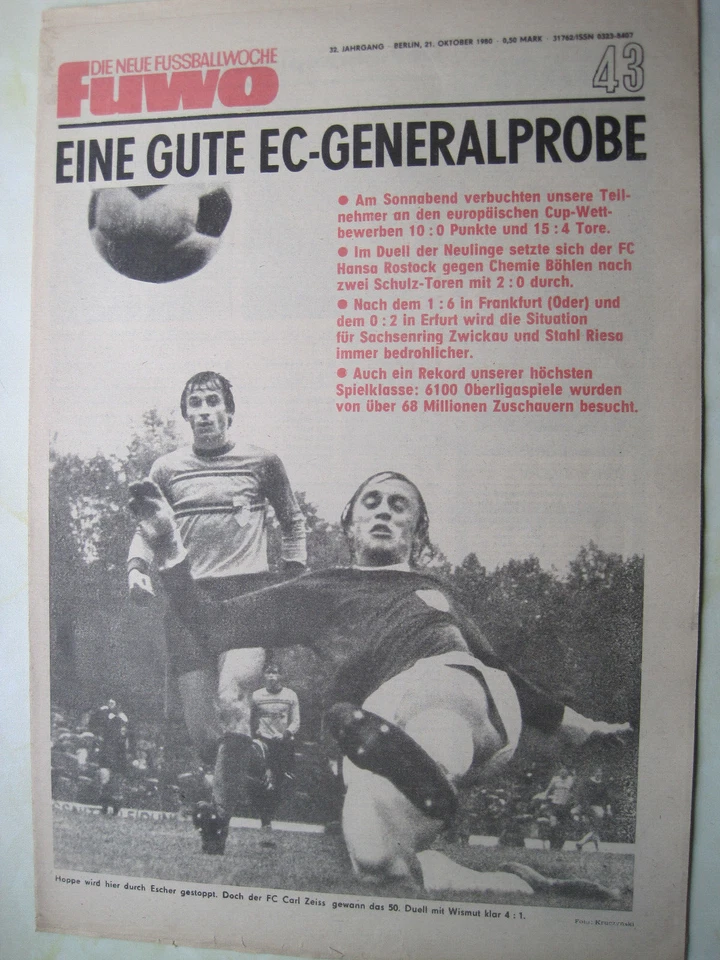 32. JAHRGANG · BERLIN, 21. OKTOBER 1980 · 0,50 MARK · 31762/ISSN 0323-8407
DIE NEUE FUSSBALLWOCHE
fuwo
43
EINE GUTE EC-GENERALPROBE
● Am Sonnabend verbuchten unsere Teil-
nehmer an den europäischen Cup-Wett-
bewerben 10 : 0 Punkte und 15 : 4 Tore.
● Im Duell der Neulinge setzte sich der FC
Hansa Rostock gegen Chemie Böhlen nach
zwei Schulz-Toren mit 2 : 0 durch.
● Nach dem 1 : 6 in Frankfurt (Oder) und
dem 0 : 2 in Erfurt wird die Situation
für Sachsenring Zwickau und Stahl Riesa
immer bedrohlicher.
● Auch ein Rekord unserer höchsten
Spielklasse: 6100 Oberligaspiele wurden
von über 68 Millionen Zuschauern besucht.
Hoppe wird hier durch Escher gestoppt. Doch der FC Carl Zeiss gewann das 50. Duell mit Wismut klar 4 : 1.
Foto: